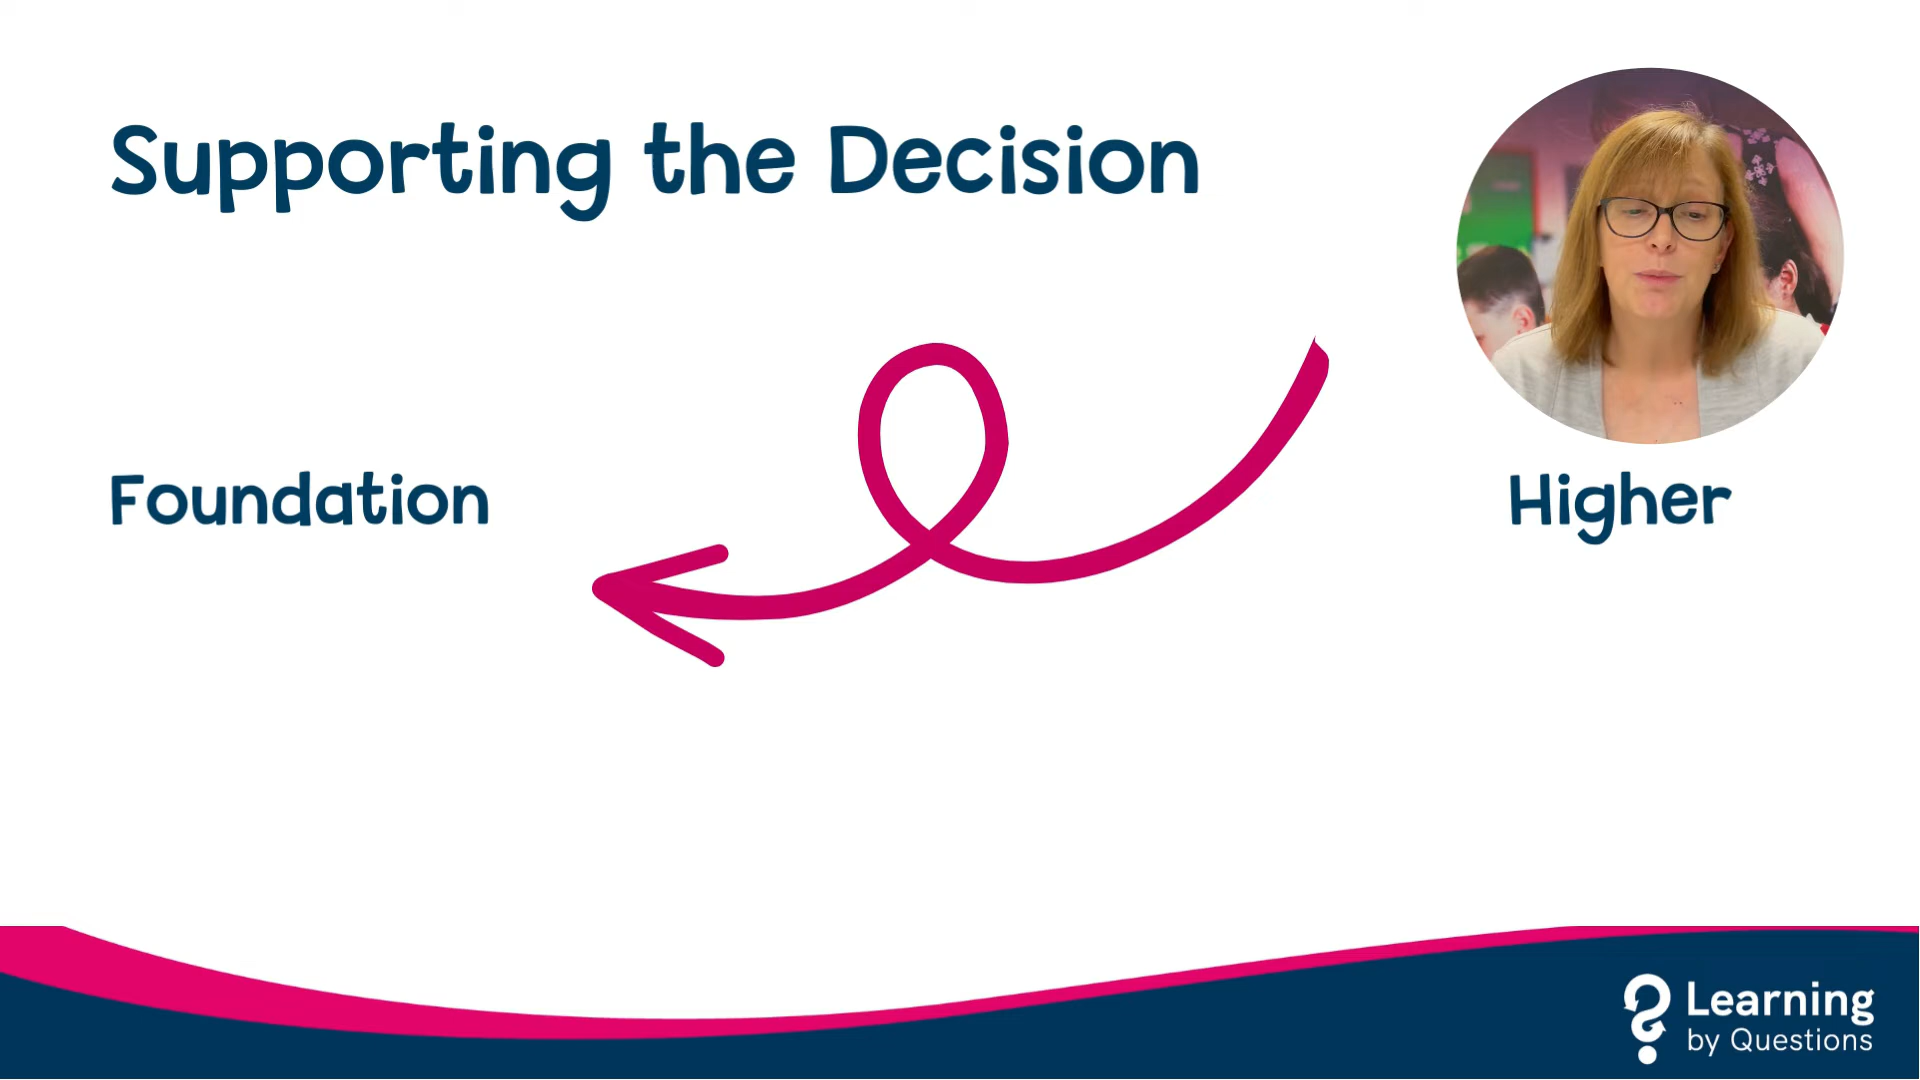 Supporting the Decision
Foundation
Higher
Learning
by Questions